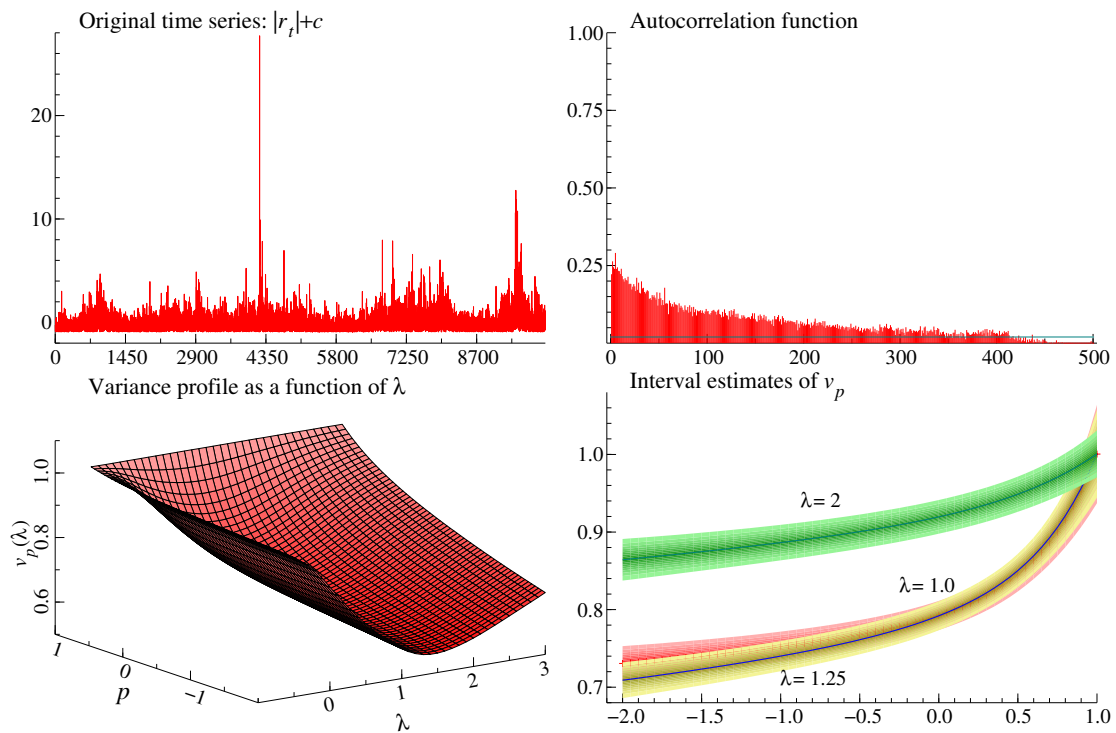 Original time series: |r_t|+c
20
10
0
0 1450 2900 4350 5800 7250 8700
Autocorrelation function
1.00
0.75
0.50
0.25
0 100 200 300 400 500
Variance profile as a function of λ
1.0
0.8
0.6
v_p(λ)
1 0 −1
p
0 1 2 3
λ
Interval estimates of v_p
1.0
0.9
0.8
0.7
λ= 2
λ= 1.0
λ= 1.25
−2.0 −1.5 −1.0 −0.5 0.0 0.5 1.0